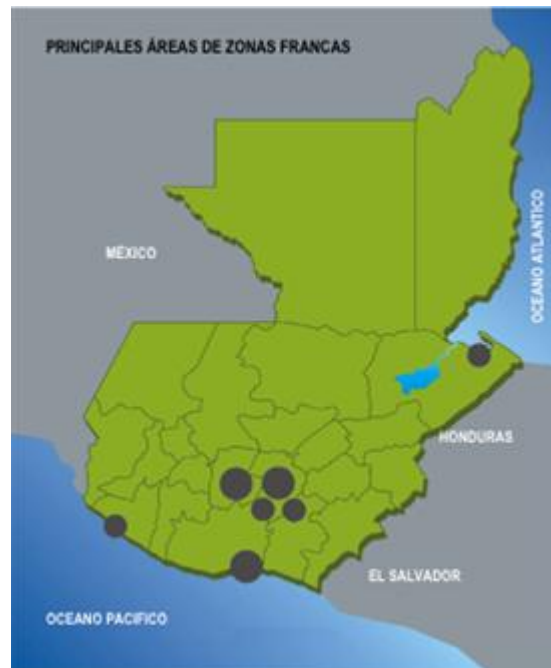 PRINCIPALES ÁREAS DE ZONAS FRANCAS
OCEANO ATLANTICO
MÉXICO
HONDURAS
EL SALVADOR
OCEANO PACIFICO